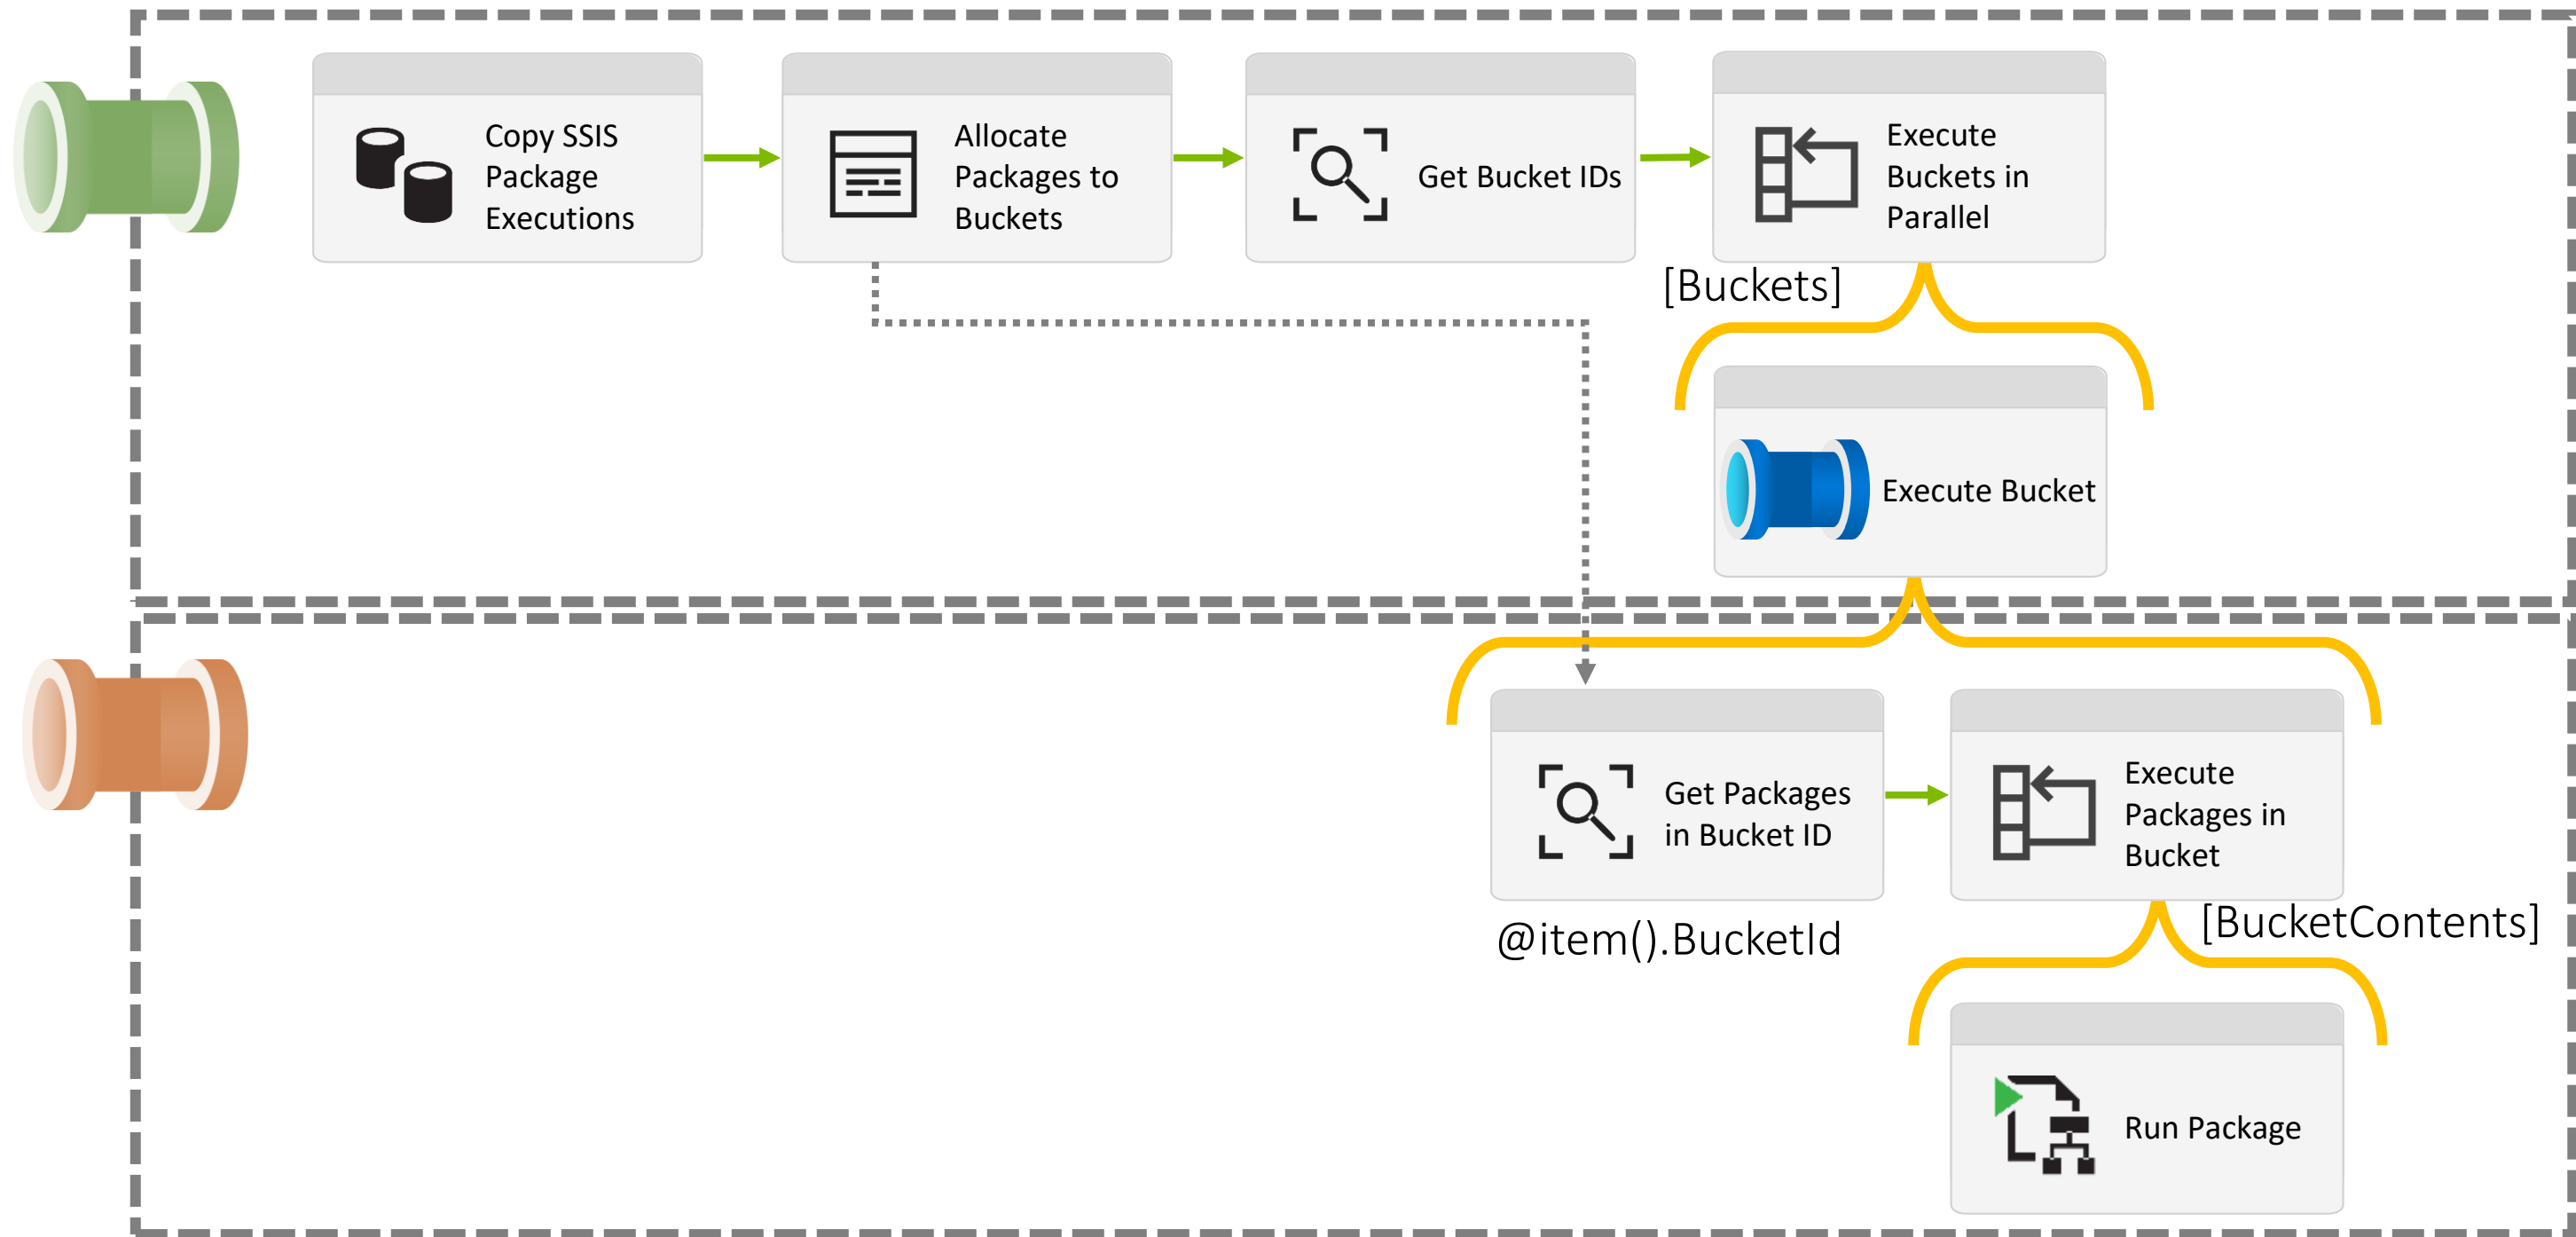 Copy SSIS
Package
Executions
Allocate
Packages to
Buckets
Get Bucket IDs
Execute
Buckets in
Parallel
[Buckets]
Execute Bucket
Get Packages
in Bucket ID
Execute
Packages in
Bucket
@item().BucketId
[BucketContents]
Run Package